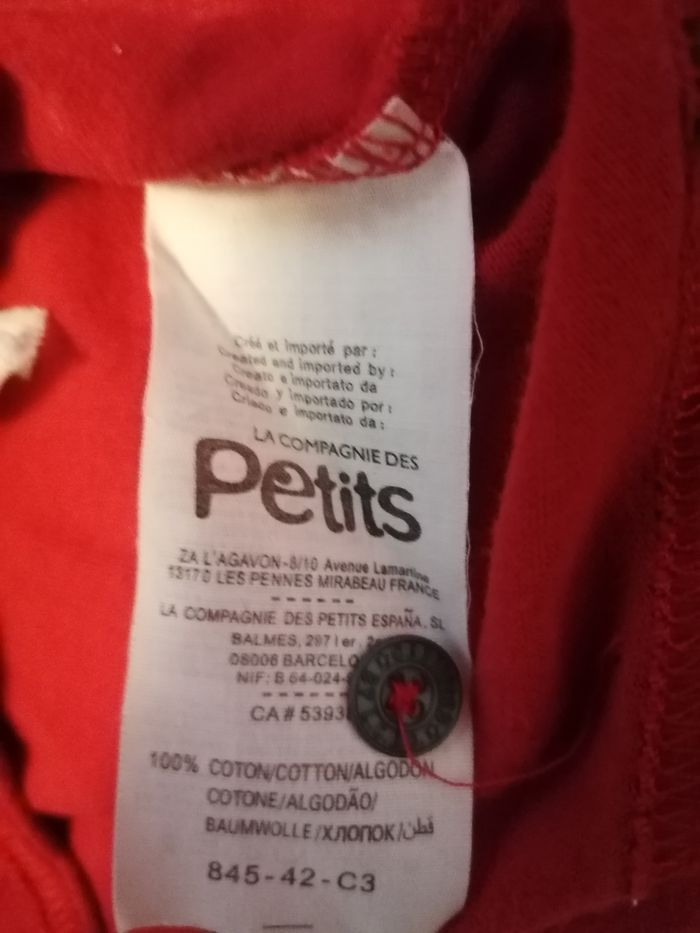 Créé et importé par :
Created and imported by :
Creato e importato da
Creado y importado por :
Criado e importado da :
LA COMPAGNIE DES
Petits
ZA L'AGAVON-8/10 Avenue Lamartine
13170 LES PENNES MIRABEAU FRANCE
LA COMPAGNIE DES PETITS ESPAÑA, SL
BALMES, 297 1 er,
08006
NIF: B 64-024-
CA # 5393
100% COTON/COTTON/ALGODON
COTONE/ALGODÃO/
BAUMWOLLE/ХЛОПОК/قطن
845-42-C3